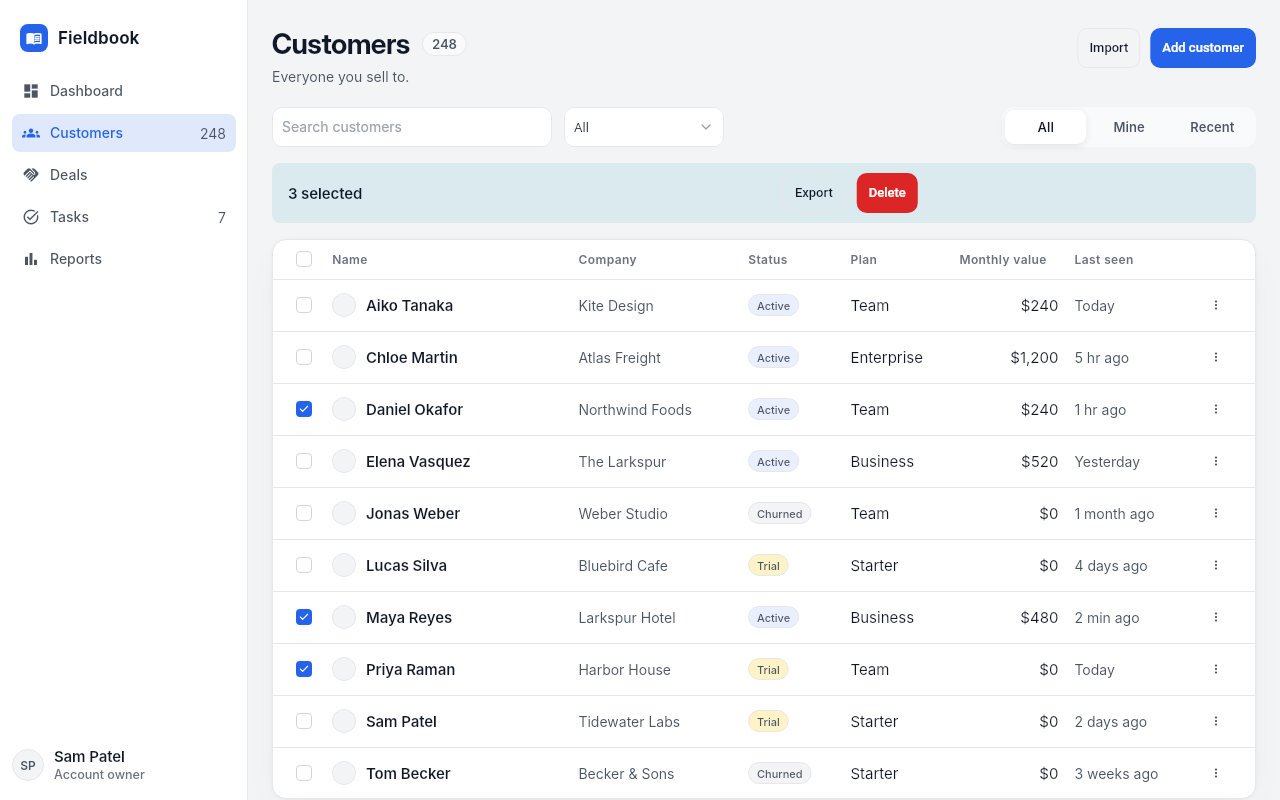 Fieldbook
Dashboard
Customers 248
Deals
Tasks 7
Reports
Sam Patel
SP
Account owner
Customers 248
Everyone you sell to.
Import
Add customer
Search customers
All
All Mine Recent
3 selected
Export
Delete
Name Company Status Plan Monthly value Last seen
Aiko Tanaka Kite Design Active Team $240 Today
Chloe Martin Atlas Freight Active Enterprise $1,200 5 hr ago
Daniel Okafor Northwind Foods Active Team $240 1 hr ago
Elena Vasquez The Larkspur Active Business $520 Yesterday
Jonas Weber Weber Studio Churned Team $0 1 month ago
Lucas Silva Bluebird Cafe Trial Starter $0 4 days ago
Maya Reyes Larkspur Hotel Active Business $480 2 min ago
Priya Raman Harbor House Trial Team $0 Today
Sam Patel Tidewater Labs Trial Starter $0 2 days ago
Tom Becker Becker & Sons Churned Starter $0 3 weeks ago